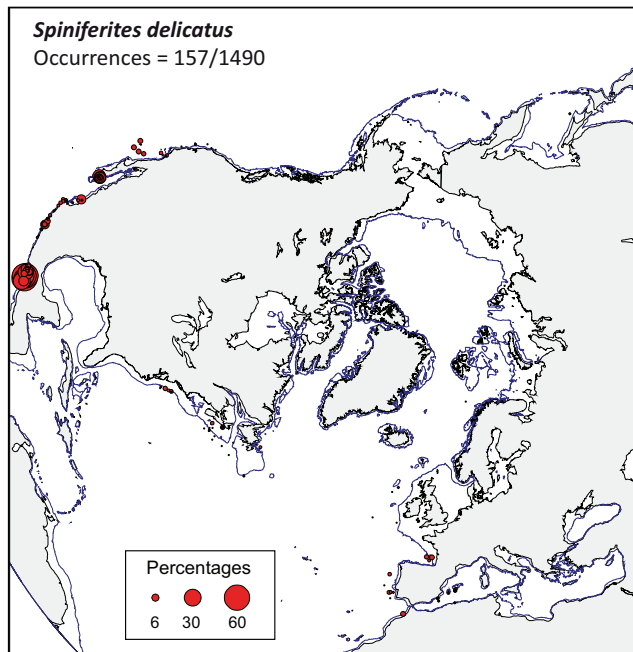 Spiniferites delicatus
Occurrences = 157/1490
Percentages
6 30 60